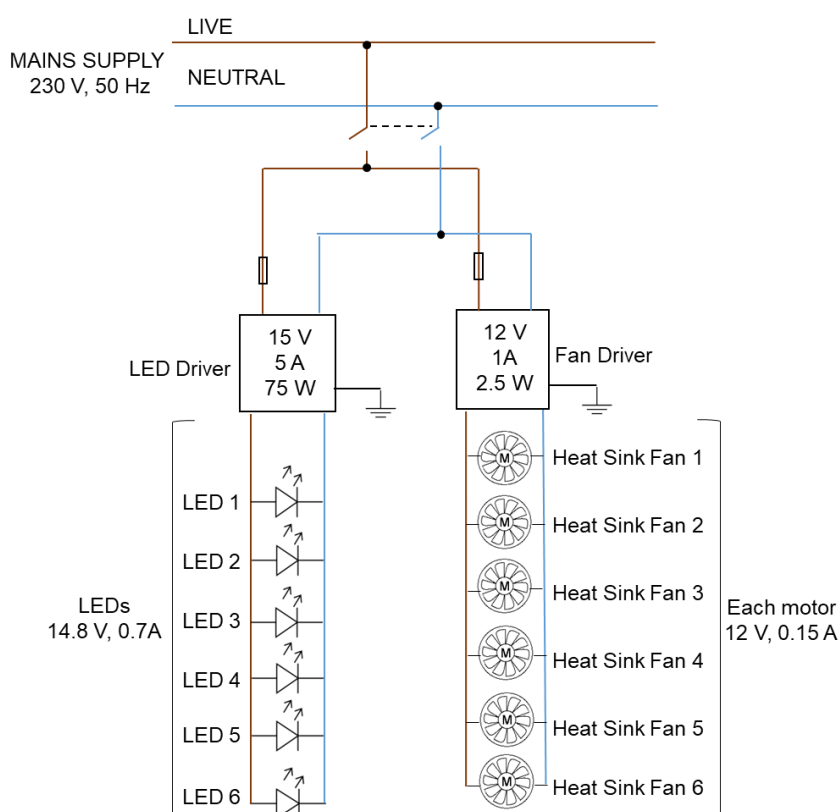 LIVE
MAINS SUPPLY
230 V, 50 Hz
NEUTRAL
LED Driver
15 V
5 A
75 W
12 V
1A
2.5 W
Fan Driver
LEDs
14.8 V, 0.7A
LED 1
LED 2
LED 3
LED 4
LED 5
LED 6
M
Heat Sink Fan 1
M
Heat Sink Fan 2
M
Heat Sink Fan 3
M
Heat Sink Fan 4
M
Heat Sink Fan 5
M
Heat Sink Fan 6
Each motor
12 V, 0.15 A